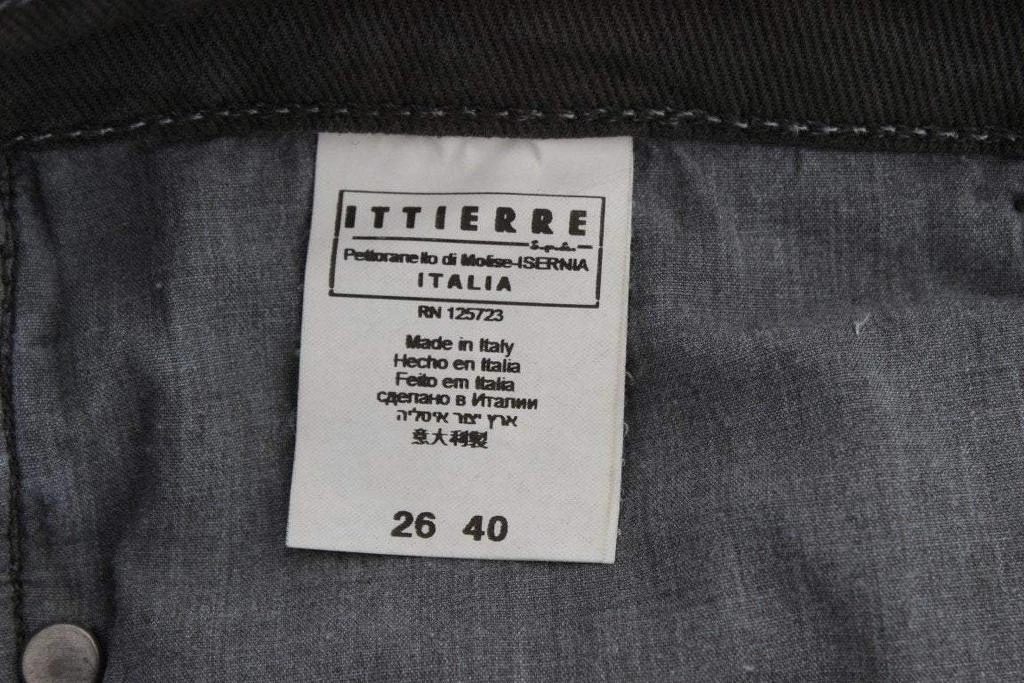 ITTIERRE
S.p.A.
Pettoranello di Molise-ISERNIA
ITALIA
RN 125723
Made in Italy
Hecho en Italia
Feito em Italia
сделано в Италии
ארץ יצור איטליה
意大利製
26 40